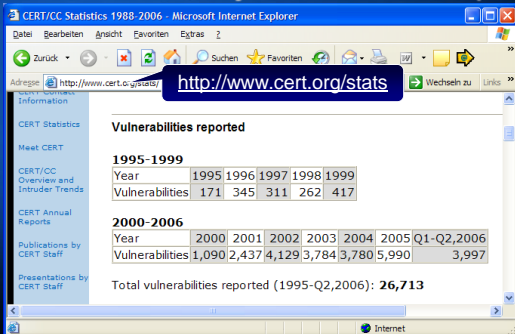 CERT/CC Statistics 1988-2006 - Microsoft Internet Explorer
Datei Bearbeiten Ansicht Favoriten Extras ?
Zurück Suchen Favoriten
Adresse http://www.cert.org/stats/ http://www.cert.org/stats Wechseln zu Links
Information
CERT Statistics
Meet CERT
CERT/CC
Overview and
Intruder Trends
CERT Annual
Reports
Publications by
CERT Staff
Presentations by
CERT Staff
Vulnerabilities reported
1995-1999
Year 1995 1996 1997 1998 1999
Vulnerabilities 171 345 311 262 417
2000-2006
Year 2000 2001 2002 2003 2004 2005 Q1-Q2,2006
Vulnerabilities 1,090 2,437 4,129 3,784 3,780 5,990 3,997
Total vulnerabilities reported (1995-Q2,2006): 26,713
Internet